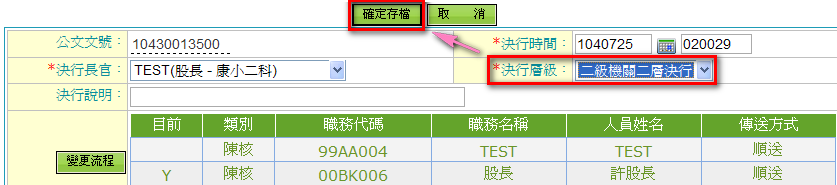 確定存檔 取 消
公文文號： 10430013500 *決行時間： 1040725 020029
*決行長官： TEST(股長 - 康小二科) *決行層級： 二級機關二層決行
決行說明：
變更流程
目前 類別 職務代碼 職務名稱 人員姓名 傳送方式
陳核 99AA004 TEST TEST 順送
Y 陳核 00BK006 股長 許股長 順送